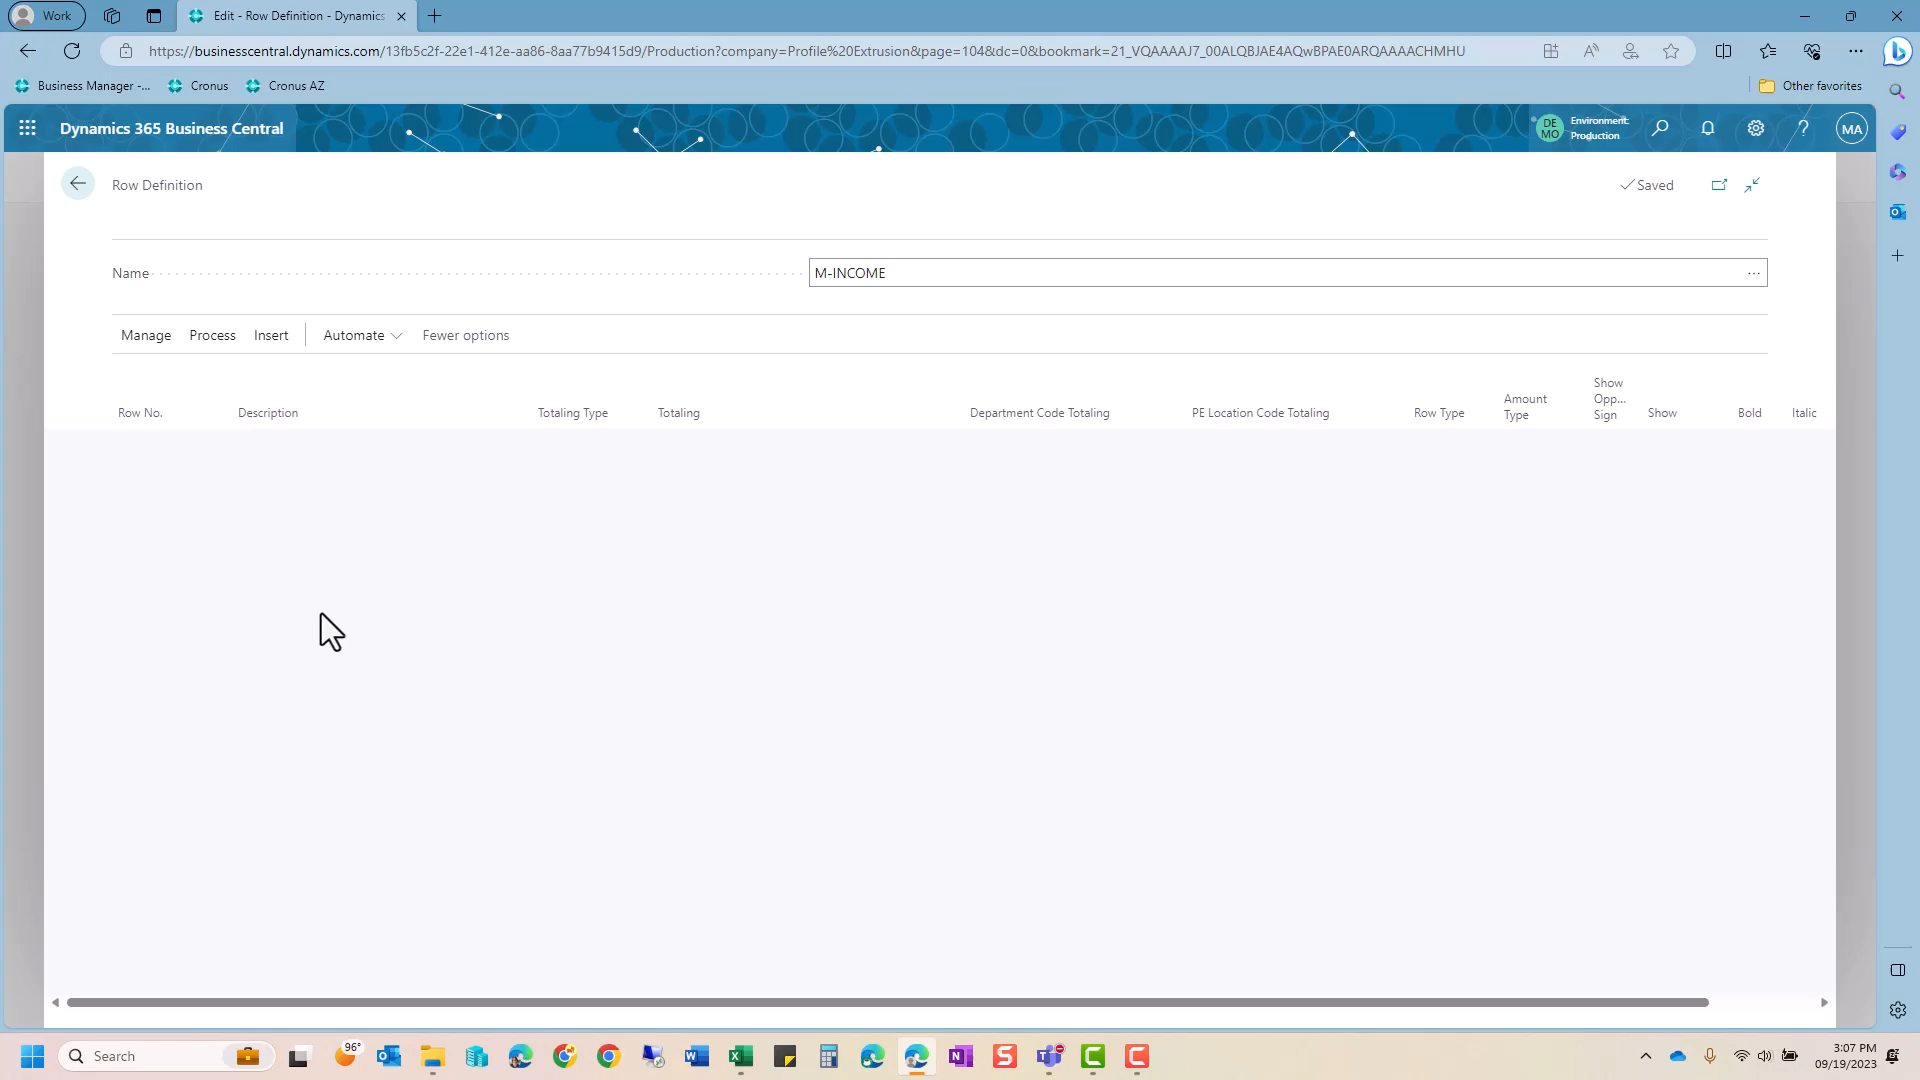 Work
Edit - Row Definition - Dynamics
https://businesscentral.dynamics.com/13fb5c2f-22e1-412e-aa86-8aa77b9415d9/Production?company=Profile%20Extrusion&page=104&dc=0&bookmark=21_VQAAAAJ7_00ALQBJAE4AQwBPAE0ARQAAAACHMHU
Business Manager -...
Cronus
Cronus AZ
Other favorites
Dynamics 365 Business Central
DE
MO
Environment:
Production
MA
Row Definition
Saved
Name
M-INCOME
Manage
Process
Insert
Automate
Fewer options
Row No.
Description
Totaling Type
Totaling
Department Code Totaling
PE Location Code Totaling
Row Type
Amount
Type
Show
Opp...
Sign
Show
Bold
Italic
Search
96°
3:07 PM
09/19/2023